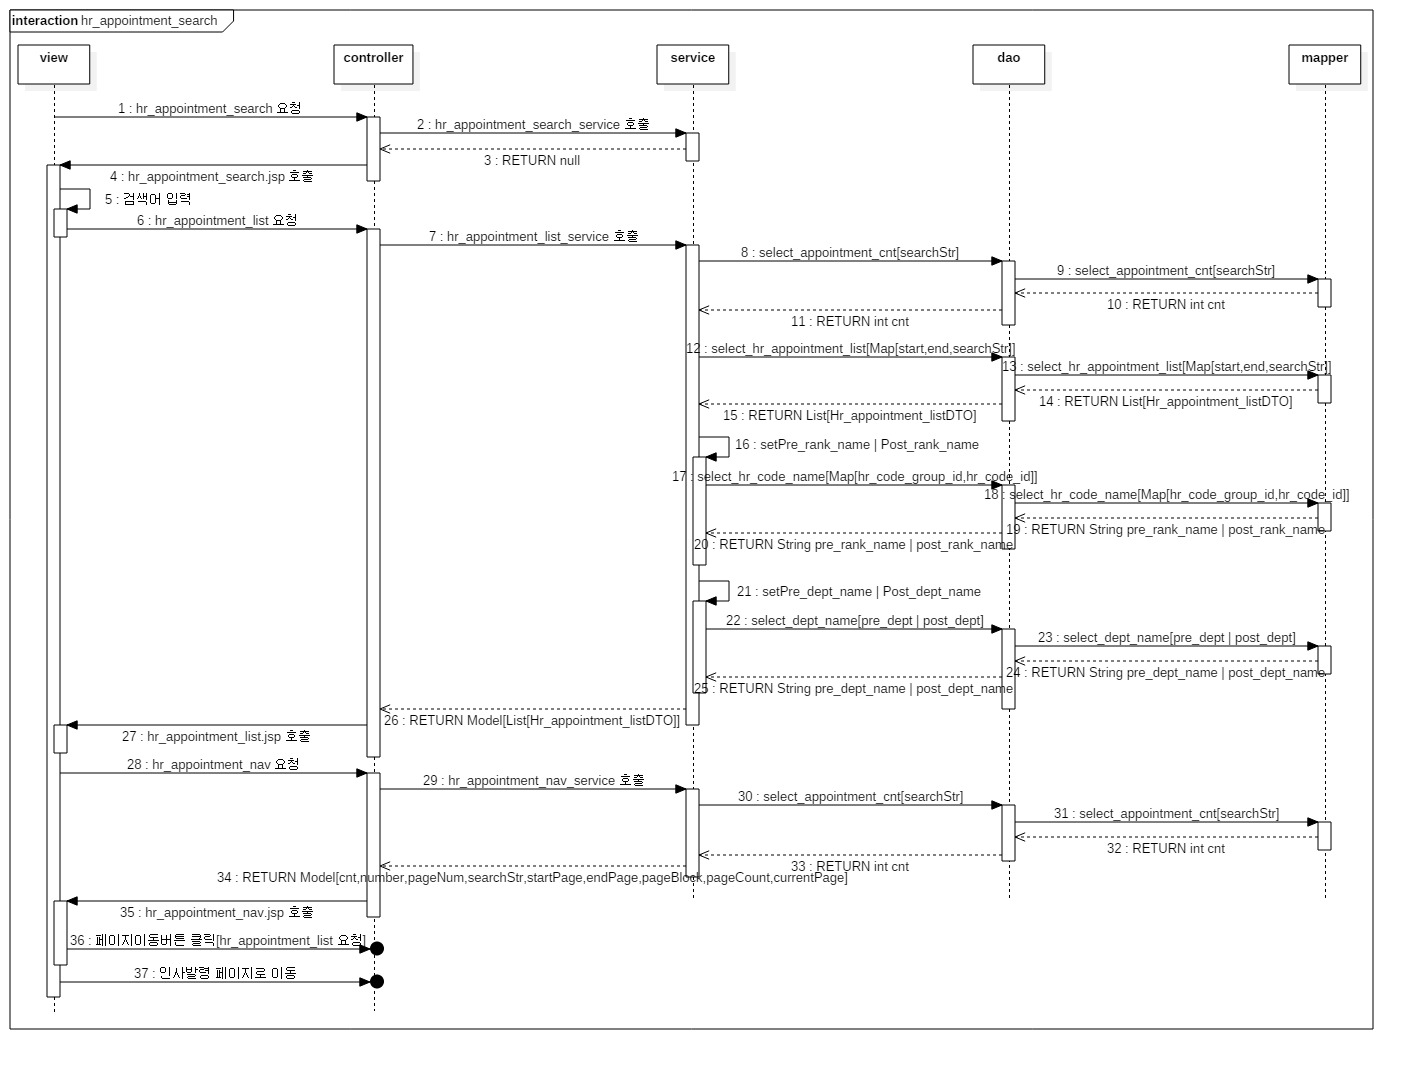 interaction hr_appointment_search
view
controller
service
dao
mapper
1 : hr_appointment_search 요청
2 : hr_appointment_search_service 호출
3 : RETURN null
4 : hr_appointment_search.jsp 호출
5 : 검색어 입력
6 : hr_appointment_list 요청
7 : hr_appointment_list_service 호출
8 : select_appointment_cnt[searchStr]
9 : select_appointment_cnt[searchStr]
10 : RETURN int cnt
11 : RETURN int cnt
12 : select_hr_appointment_list[Map[start,end,searchStr]]
13 : select_hr_appointment_list[Map[start,end,searchStr]]
14 : RETURN List[Hr_appointment_listDTO]
15 : RETURN List[Hr_appointment_listDTO]
16 : setPre_rank_name | Post_rank_name
17 : select_hr_code_name[Map[hr_code_group_id,hr_code_id]]
18 : select_hr_code_name[Map[hr_code_group_id,hr_code_id]]
19 : RETURN String pre_rank_name | post_rank_name
20 : RETURN String pre_rank_name | post_rank_name
21 : setPre_dept_name | Post_dept_name
22 : select_dept_name[pre_dept | post_dept]
23 : select_dept_name[pre_dept | post_dept]
24 : RETURN String pre_dept_name | post_dept_name
25 : RETURN String pre_dept_name | post_dept_name
26 : RETURN Model[List[Hr_appointment_listDTO]]
27 : hr_appointment_list.jsp 호출
28 : hr_appointment_nav 요청
29 : hr_appointment_nav_service 호출
30 : select_appointment_cnt[searchStr]
31 : select_appointment_cnt[searchStr]
32 : RETURN int cnt
33 : RETURN int cnt
34 : RETURN Model[cnt,number,pageNum,searchStr,startPage,endPage,pageBlock,pageCount,currentPage]
35 : hr_appointment_nav.jsp 호출
36 : 페이지이동버튼 클릭[hr_appointment_list 요청]
37 : 인사발령 페이지로 이동